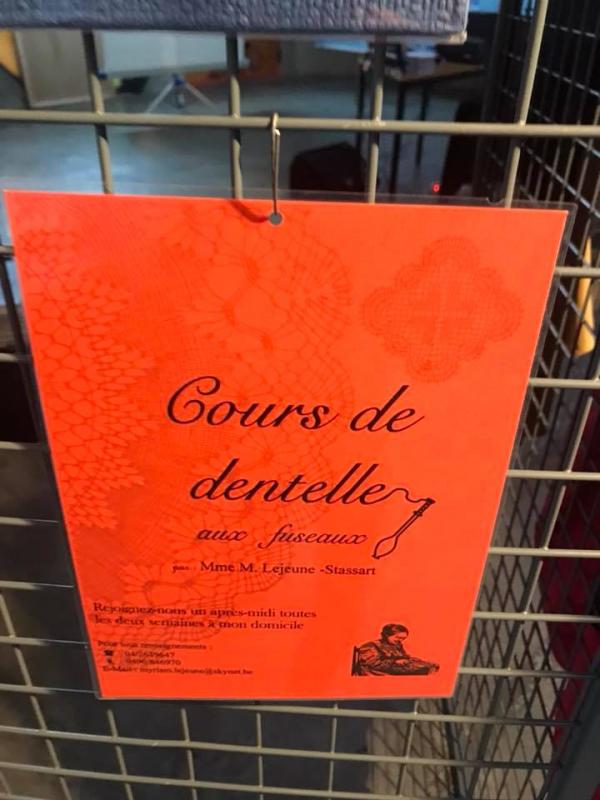 Cours de
dentelle
aux fuseaux
par : Mme M. Lejeune -Stassart
Rejoignez-nous un après-midi toutes
les deux semaines à mon domicile
Pour tous renseignements :
E-Mail : myriam.lejeune@skynet.be